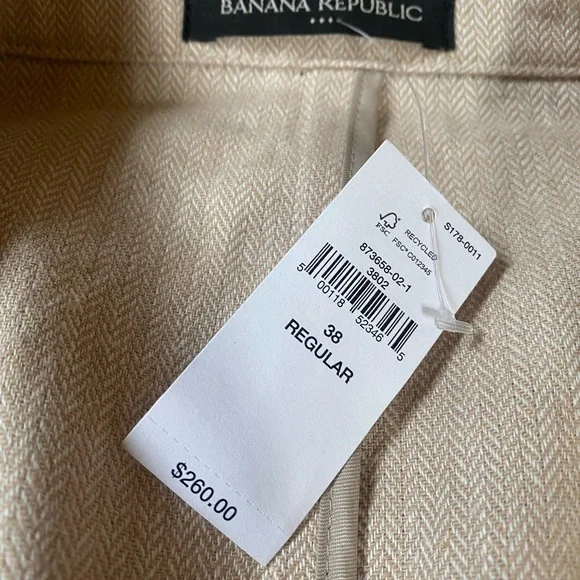 BANANA REPUBLIC
S178-0011
RECYCLED
FSC
FSC® C012345
873658-02-1
3802
5 00118 52346 5
38
REGULAR
$260.00